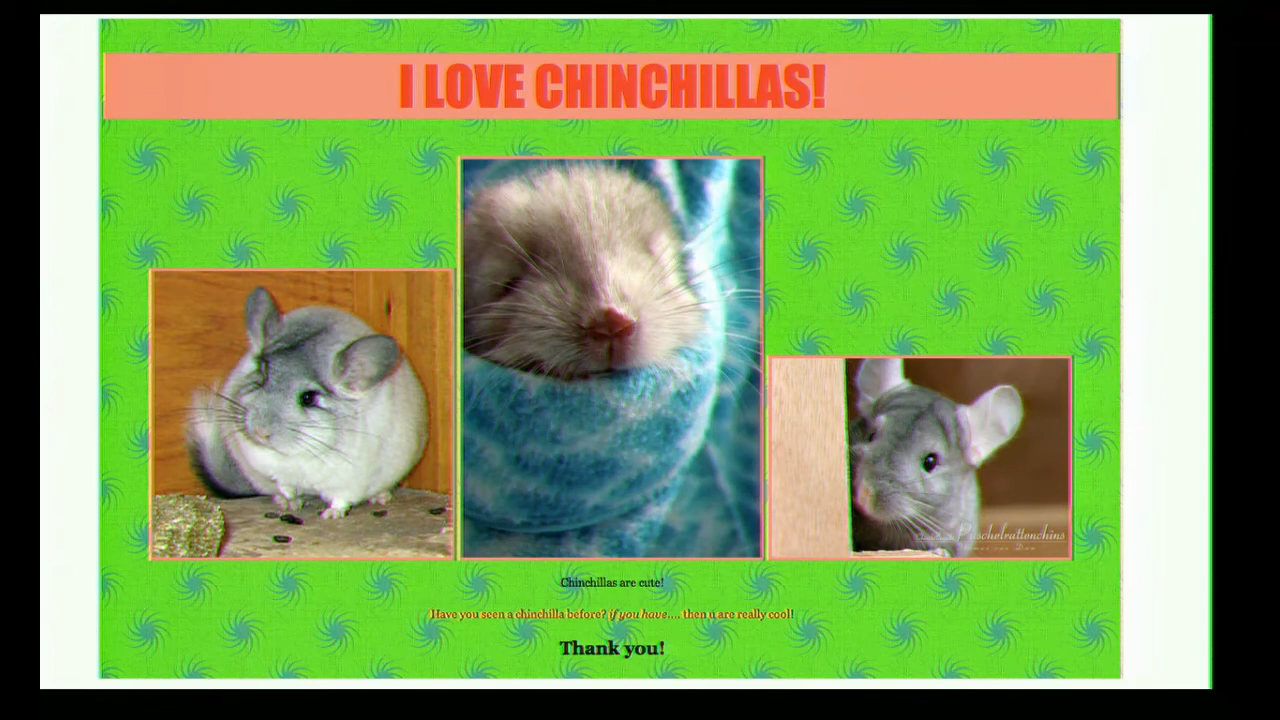 I LOVE CHINCHILLAS!
Puschelrattenchins
Chinchillas are cute!
Have you seen a chinchilla before? if you have.... then u are really cool!
Thank you!